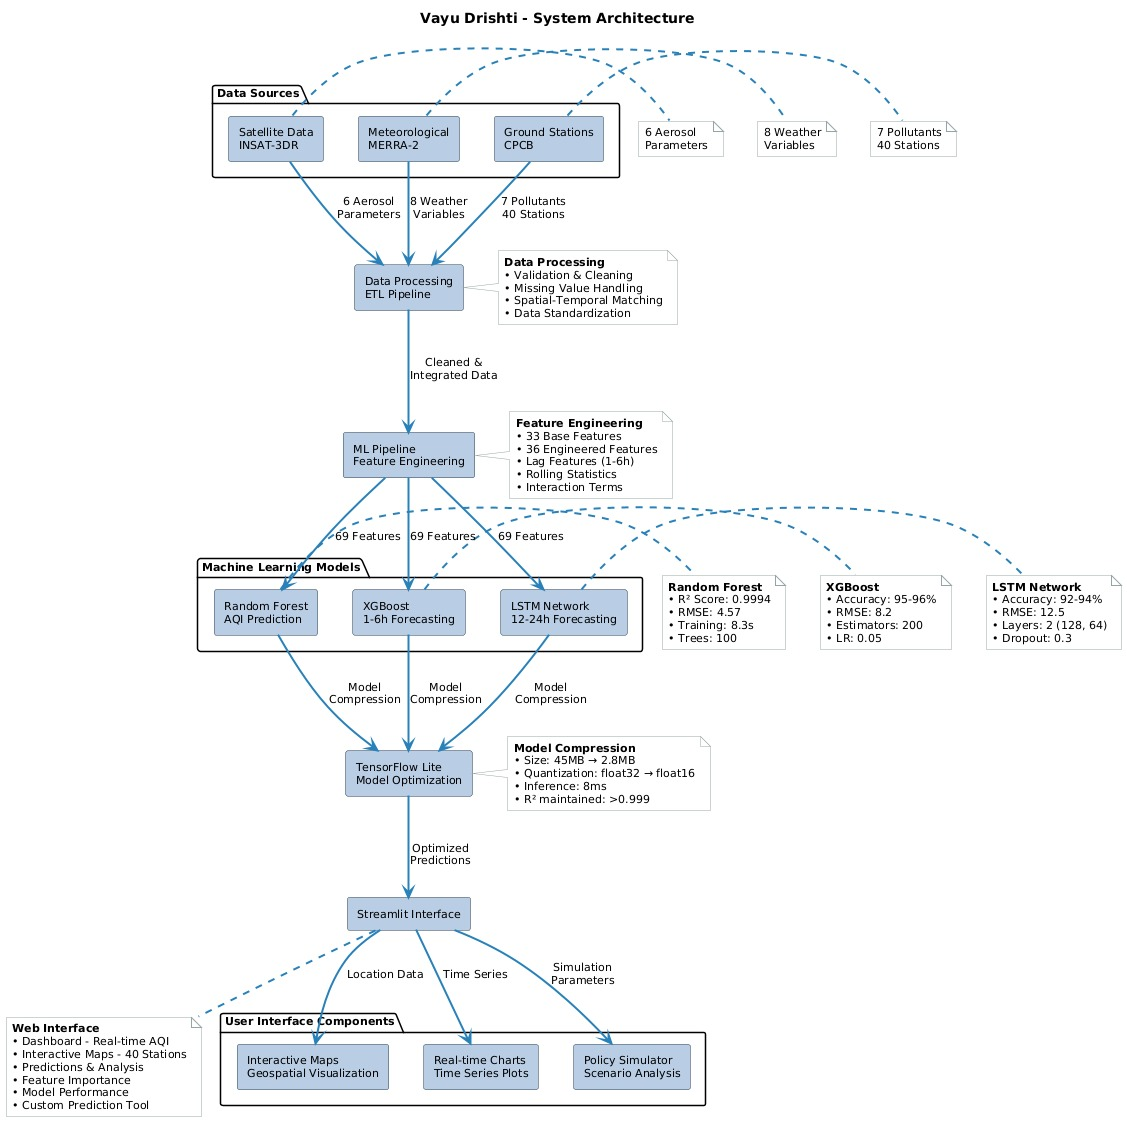 Vayu Drishti - System Architecture
Data Sources
Satellite Data
INSAT-3DR
Meteorological
MERRA-2
Ground Stations
CPCB
6 Aerosol
Parameters
8 Weather
Variables
7 Pollutants
40 Stations
6 Aerosol
Parameters
8 Weather
Variables
7 Pollutants
40 Stations
Data Processing
ETL Pipeline
Data Processing
• Validation & Cleaning
• Missing Value Handling
• Spatial-Temporal Matching
• Data Standardization
Cleaned &
Integrated Data
ML Pipeline
Feature Engineering
Feature Engineering
• 33 Base Features
• 36 Engineered Features
• Lag Features (1-6h)
• Rolling Statistics
• Interaction Terms
69 Features
69 Features
69 Features
Machine Learning Models
Random Forest
AQI Prediction
XGBoost
1-6h Forecasting
LSTM Network
12-24h Forecasting
Random Forest
• R² Score: 0.9994
• RMSE: 4.57
• Training: 8.3s
• Trees: 100
XGBoost
• Accuracy: 95-96%
• RMSE: 8.2
• Estimators: 200
• LR: 0.05
LSTM Network
• Accuracy: 92-94%
• RMSE: 12.5
• Layers: 2 (128, 64)
• Dropout: 0.3
Model
Compression
Model
Compression
Model
Compression
TensorFlow Lite
Model Optimization
Model Compression
• Size: 45MB → 2.8MB
• Quantization: float32 → float16
• Inference: 8ms
• R² maintained: >0.999
Optimized
Predictions
Streamlit Interface
Location Data
Time Series
Simulation
Parameters
Web Interface
• Dashboard - Real-time AQI
• Interactive Maps - 40 Stations
• Predictions & Analysis
• Feature Importance
• Model Performance
• Custom Prediction Tool
User Interface Components
Interactive Maps
Geospatial Visualization
Real-time Charts
Time Series Plots
Policy Simulator
Scenario Analysis